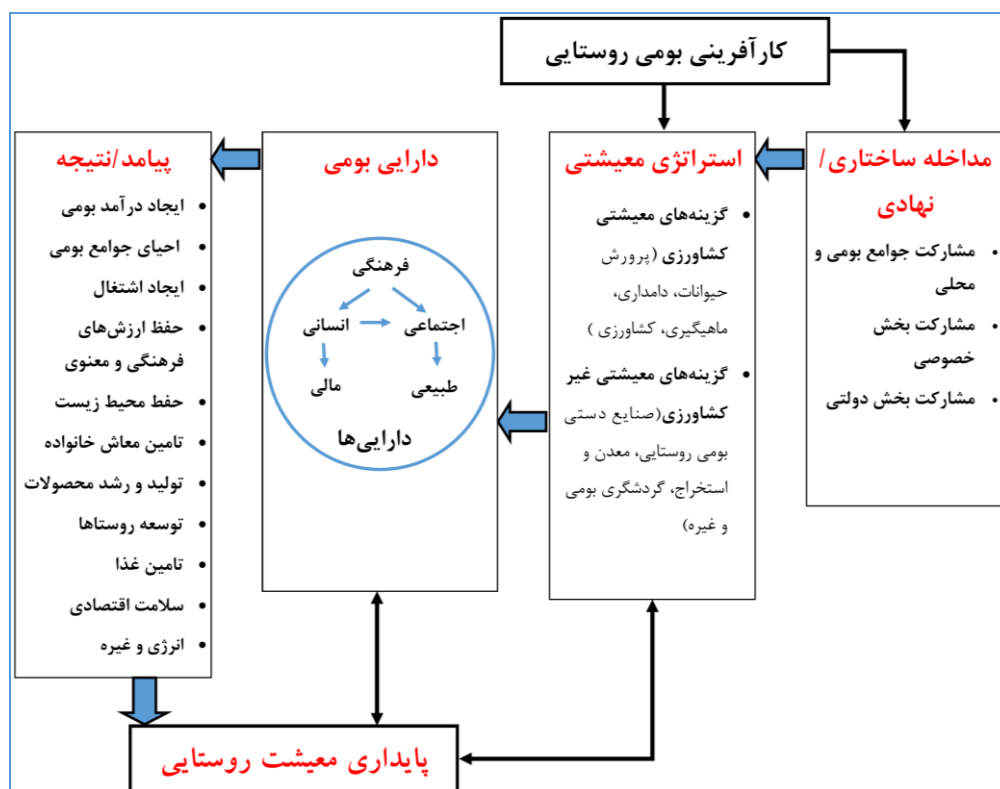 کارآفرینی بومی روستایی
مداخله ساختاری/
نهادی
• مشارکت جوامع بومی و
محلی
• مشارکت بخش
خصوصی
• مشارکت بخش دولتی
استراتژی معیشتی
• گزینه‌های معیشتی
کشاورزی (پرورش
حیوانات، دامداری،
ماهیگیری، کشاورزی )
• گزینه‌های معیشتی غیر
کشاورزی(صنایع دستی
بومی روستایی، معدن و
استخراج، گردشگری بومی
و غیره)
دارایی بومی
فرهنگی
اجتماعی
انسانی
طبیعی
مالی
دارایی‌ها
پیامد/نتیجه
• ایجاد درآمد بومی
• احیای جوامع بومی
• ایجاد اشتغال
• حفظ ارزش‌های
فرهنگی و معنوی
• حفط محیط زیست
• تامین معاش خانواده
• تولید و رشد محصولات
• توسعه روستاها
• تامین غذا
• سلامت اقتصادی
• انرژی و غیره
پایداری معیشت روستایی